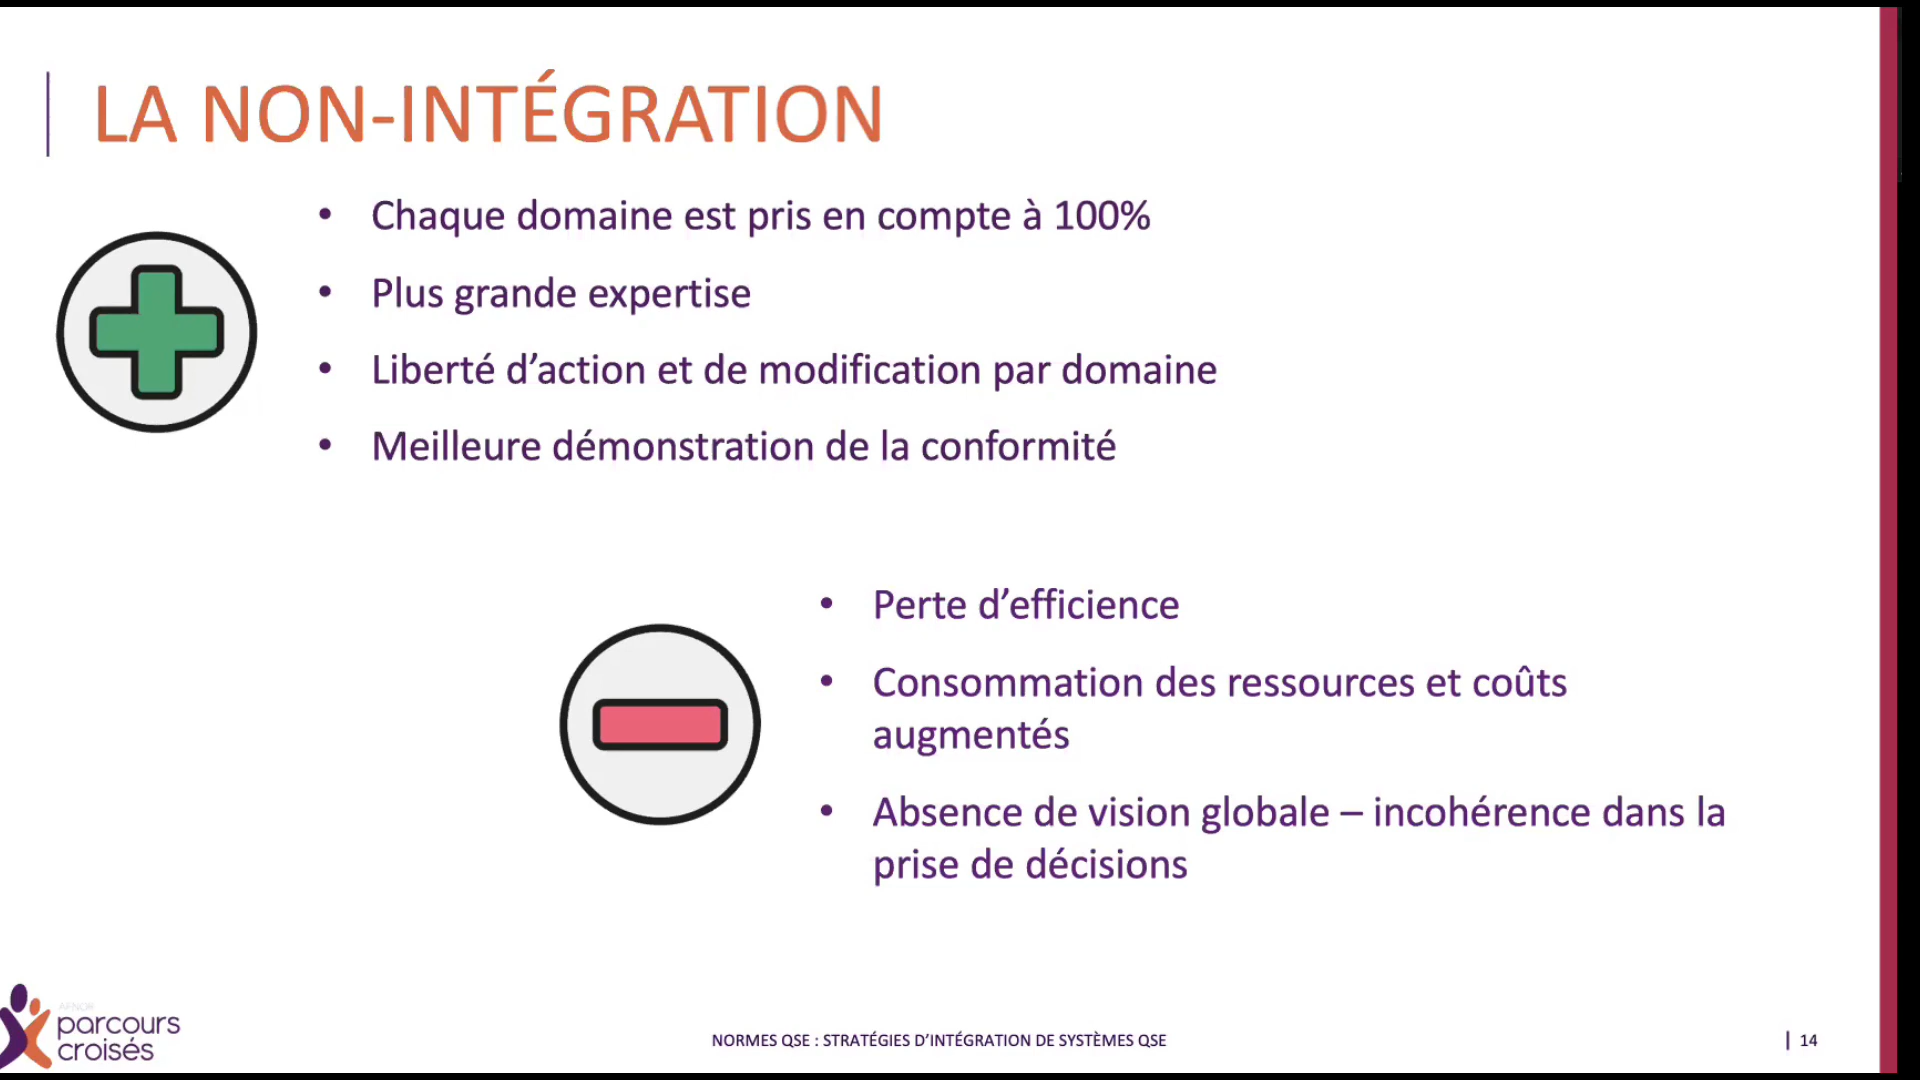 LA NON-INTÉGRATION
• Chaque domaine est pris en compte à 100%
• Plus grande expertise
• Liberté d’action et de modification par domaine
• Meilleure démonstration de la conformité
• Perte d’efficience
• Consommation des ressources et coûts
augmentés
• Absence de vision globale – incohérence dans la
prise de décisions
AFNOR
parcours
croisés
NORMES QSE : STRATÉGIES D’INTÉGRATION DE SYSTÈMES QSE
| 14